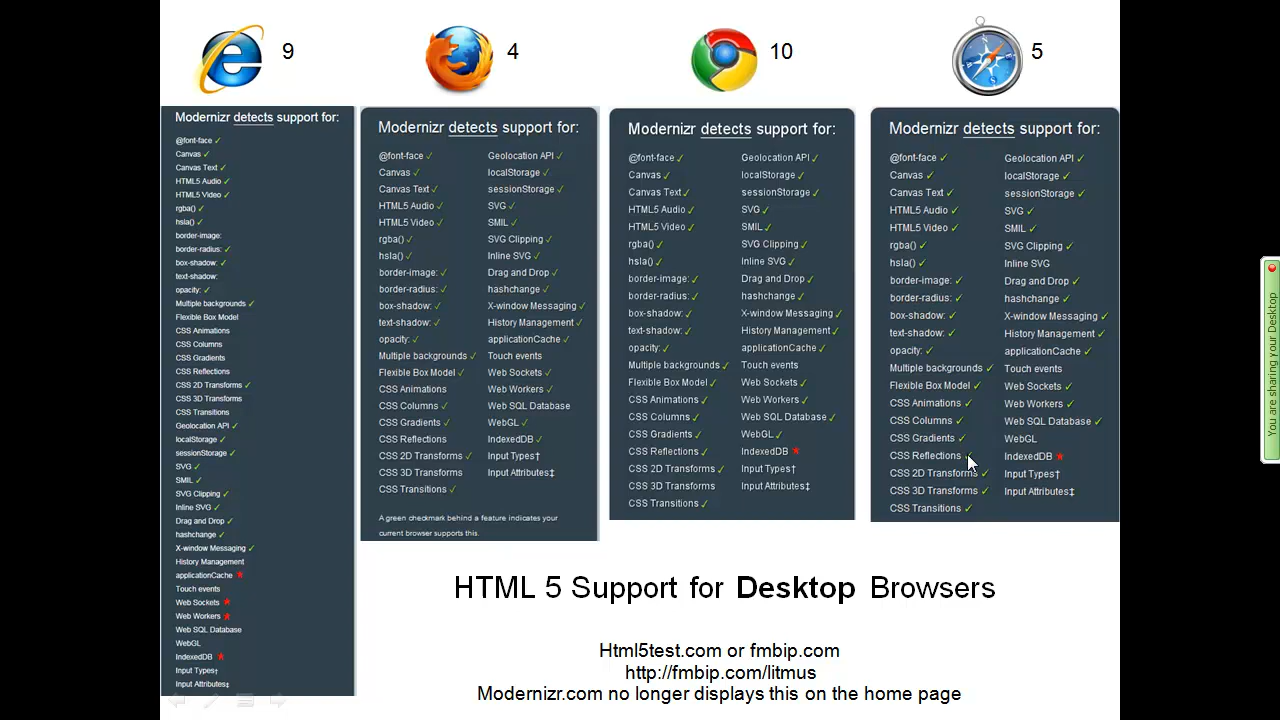 9
4
10
5
Modernizr detects support for:
@font-face ✓
Canvas ✓
Canvas Text ✓
HTML5 Audio ✓
HTML5 Video ✓
rgba() ✓
hsla() ✓
border-image:
border-radius: ✓
box-shadow: ✓
text-shadow:
opacity: ✓
Multiple backgrounds ✓
Flexible Box Model
CSS Animations
CSS Columns
CSS Gradients
CSS Reflections
CSS 2D Transforms ✓
CSS 3D Transforms
CSS Transitions
Geolocation API ✓
localStorage ✓
sessionStorage ✓
SVG ✓
SMIL ✓
SVG Clipping ✓
Inline SVG ✓
Drag and Drop ✓
hashchange ✓
X-window Messaging ✓
History Management
applicationCache ★
Touch events
Web Sockets ★
Web Workers ★
Web SQL Database
WebGL
IndexedDB ★
Input Types†
Input Attributes‡
Modernizr detects support for:
@font-face ✓
Canvas ✓
Canvas Text ✓
HTML5 Audio ✓
HTML5 Video ✓
rgba() ✓
hsla() ✓
border-image: ✓
border-radius: ✓
box-shadow: ✓
text-shadow: ✓
opacity: ✓
Multiple backgrounds ✓
Flexible Box Model ✓
CSS Animations
CSS Columns ✓
CSS Gradients ✓
CSS Reflections
CSS 2D Transforms ✓
CSS 3D Transforms
CSS Transitions ✓
Geolocation API ✓
localStorage ✓
sessionStorage ✓
SVG ✓
SMIL ✓
SVG Clipping ✓
Inline SVG ✓
Drag and Drop ✓
hashchange ✓
X-window Messaging ✓
History Management ✓
applicationCache ✓
Touch events
Web Sockets ✓
Web Workers ✓
Web SQL Database
WebGL ✓
IndexedDB ✓
Input Types†
Input Attributes‡
A green checkmark behind a feature indicates your
current browser supports this.
Modernizr detects support for:
@font-face ✓
Canvas ✓
Canvas Text ✓
HTML5 Audio ✓
HTML5 Video ✓
rgba() ✓
hsla() ✓
border-image: ✓
border-radius: ✓
box-shadow: ✓
text-shadow: ✓
opacity: ✓
Multiple backgrounds ✓
Flexible Box Model ✓
CSS Animations ✓
CSS Columns ✓
CSS Gradients ✓
CSS Reflections ✓
CSS 2D Transforms ✓
CSS 3D Transforms
CSS Transitions ✓
Geolocation API ✓
localStorage ✓
sessionStorage ✓
SVG ✓
SMIL ✓
SVG Clipping ✓
Inline SVG ✓
Drag and Drop ✓
hashchange ✓
X-window Messaging ✓
History Management ✓
applicationCache ✓
Touch events
Web Sockets ✓
Web Workers ✓
Web SQL Database ✓
WebGL ✓
IndexedDB ★
Input Types†
Input Attributes‡
Modernizr detects support for:
@font-face ✓
Canvas ✓
Canvas Text ✓
HTML5 Audio ✓
HTML5 Video ✓
rgba() ✓
hsla() ✓
border-image: ✓
border-radius: ✓
box-shadow: ✓
text-shadow: ✓
opacity: ✓
Multiple backgrounds ✓
Flexible Box Model ✓
CSS Animations ✓
CSS Columns ✓
CSS Gradients ✓
CSS Reflections ✓
CSS 2D Transforms ✓
CSS 3D Transforms ✓
CSS Transitions ✓
Geolocation API ✓
localStorage ✓
sessionStorage ✓
SVG ✓
SMIL ✓
SVG Clipping ✓
Inline SVG
Drag and Drop ✓
hashchange ✓
X-window Messaging ✓
History Management ✓
applicationCache ✓
Touch events
Web Sockets ✓
Web Workers ✓
Web SQL Database ✓
WebGL
IndexedDB ★
Input Types†
Input Attributes‡
HTML 5 Support for Desktop Browsers
Html5test.com or fmbip.com
http://fmbip.com/litmus
Modernizr.com no longer displays this on the home page
You are sharing your Desktop